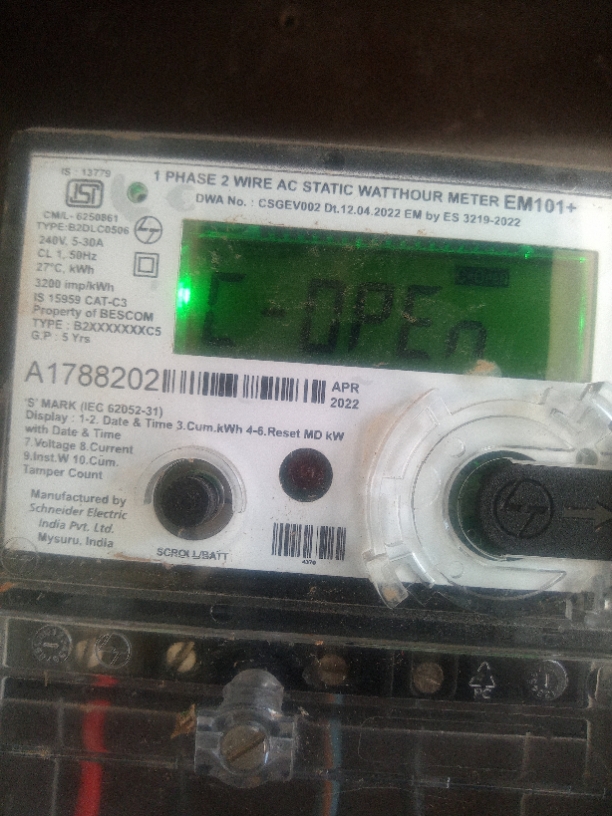 IS : 13779
ISI
1 PHASE 2 WIRE AC STATIC WATTHOUR METER EM101+
DWA No. : CSGEV002 Dt.12.04.2022 EM by ES 3219-2022
CM/L- 6250861
TYPE:B2DLC0506
240V, 5-30A
CL 1, 50Hz
27°C, kWh
3200 imp/kWh
IS 15959 CAT-C3
Property of BESCOM
TYPE : B2XXXXXXXC5
G.P : 5 Yrs
C-OPEn
A1788202
APR
2022
'S' MARK (IEC 62052-31)
Display : 1-2. Date & Time 3.Cum.kWh 4-6.Reset MD kW
with Date & Time
7.Voltage 8.Current
9.Inst.W 10.Cum.
Tamper Count
Manufactured by
Schneider Electric
India Pvt. Ltd.
Mysuru, India
SCROLL/BATT
4370
PC